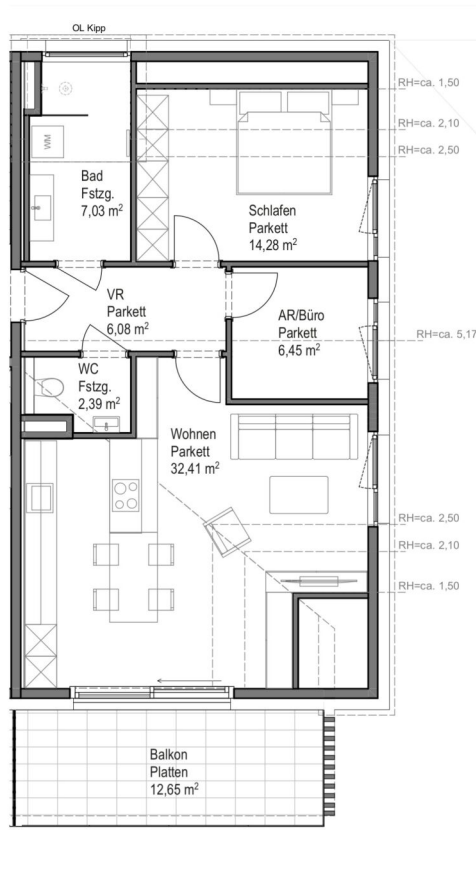 OL Kipp
RH=ca. 1,50
RH=ca. 2,10
RH=ca. 2,50
WM
Bad
Fstzg.
7,03 m²
Schlafen
Parkett
14,28 m²
VR
Parkett
6,08 m²
AR/Büro
Parkett
6,45 m²
RH=ca. 5,17
WC
Fstzg.
2,39 m²
Wohnen
Parkett
32,41 m²
RH=ca. 2,50
RH=ca. 2,10
RH=ca. 1,50
Balkon
Platten
12,65 m²